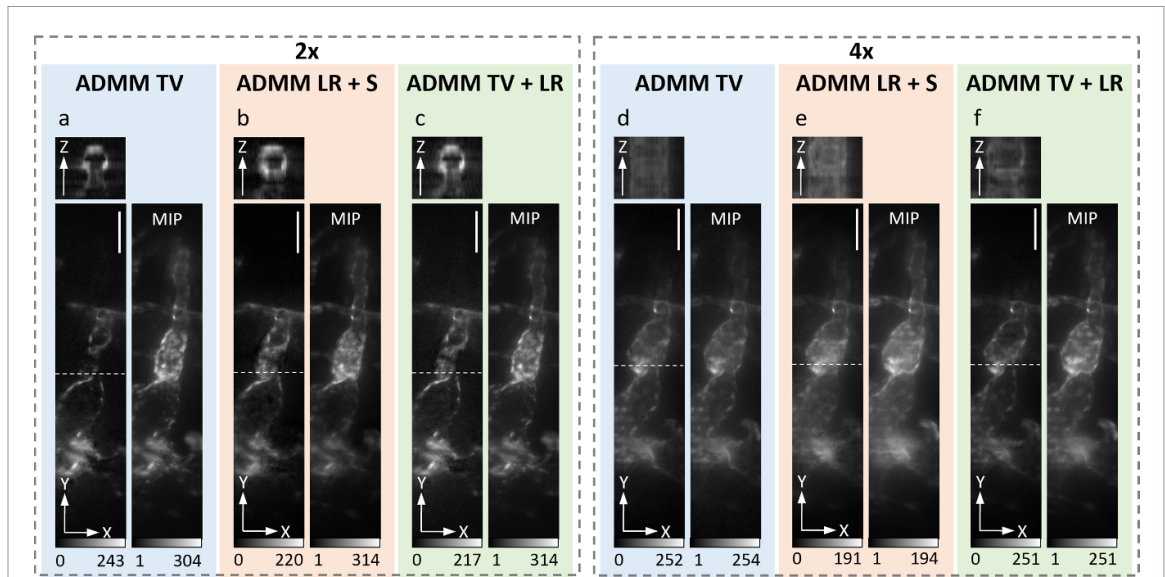 2x
4x
ADMM TV
ADMM LR + S
ADMM TV + LR
ADMM TV
ADMM LR + S
ADMM TV + LR
a
b
c
d
e
f
Z
Z
Z
Z
Z
Z
MIP
MIP
MIP
MIP
MIP
MIP
Y
Y
Y
Y
Y
Y
X
X
X
X
X
X
0 243 1 304
0 220 1 314
0 217 1 314
0 252 1 254
0 191 1 194
0 251 1 251